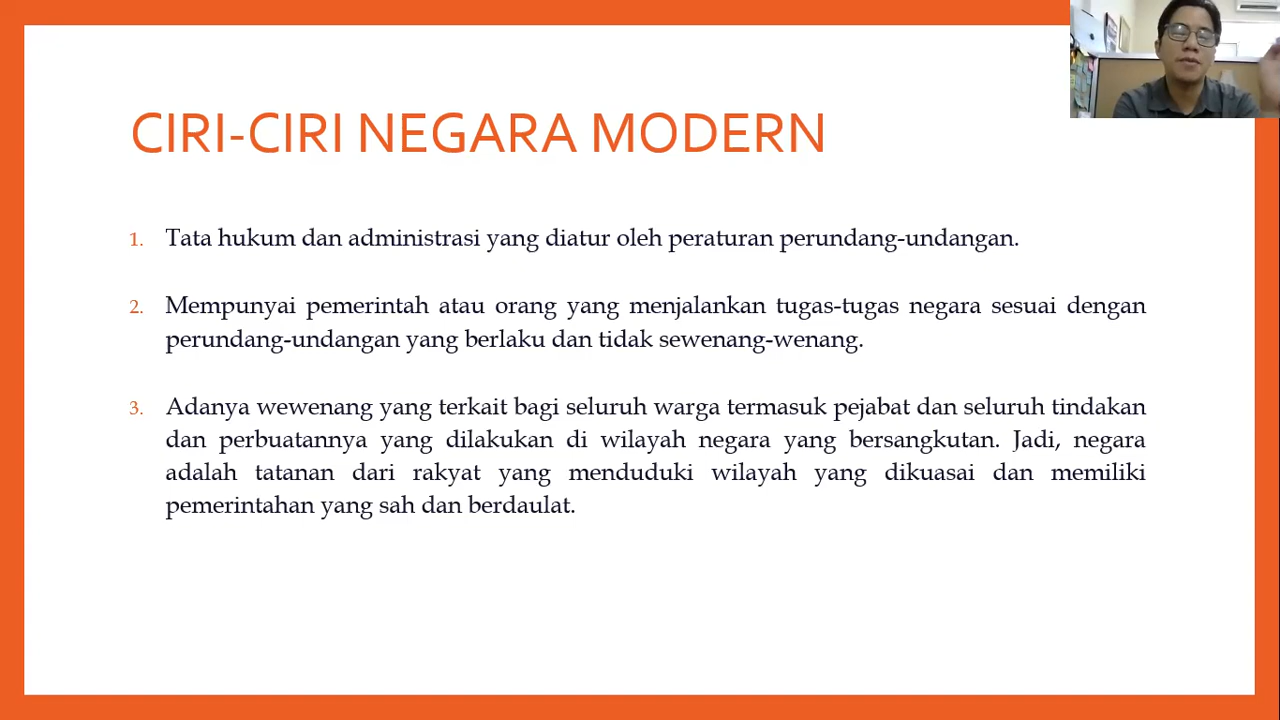 CIRI-CIRI NEGARA MODERN
1. Tata hukum dan administrasi yang diatur oleh peraturan perundang-undangan.
2. Mempunyai pemerintah atau orang yang menjalankan tugas-tugas negara sesuai dengan
perundang-undangan yang berlaku dan tidak sewenang-wenang.
3. Adanya wewenang yang terkait bagi seluruh warga termasuk pejabat dan seluruh tindakan
dan perbuatannya yang dilakukan di wilayah negara yang bersangkutan. Jadi, negara
adalah tatanan dari rakyat yang menduduki wilayah yang dikuasai dan memiliki
pemerintahan yang sah dan berdaulat.